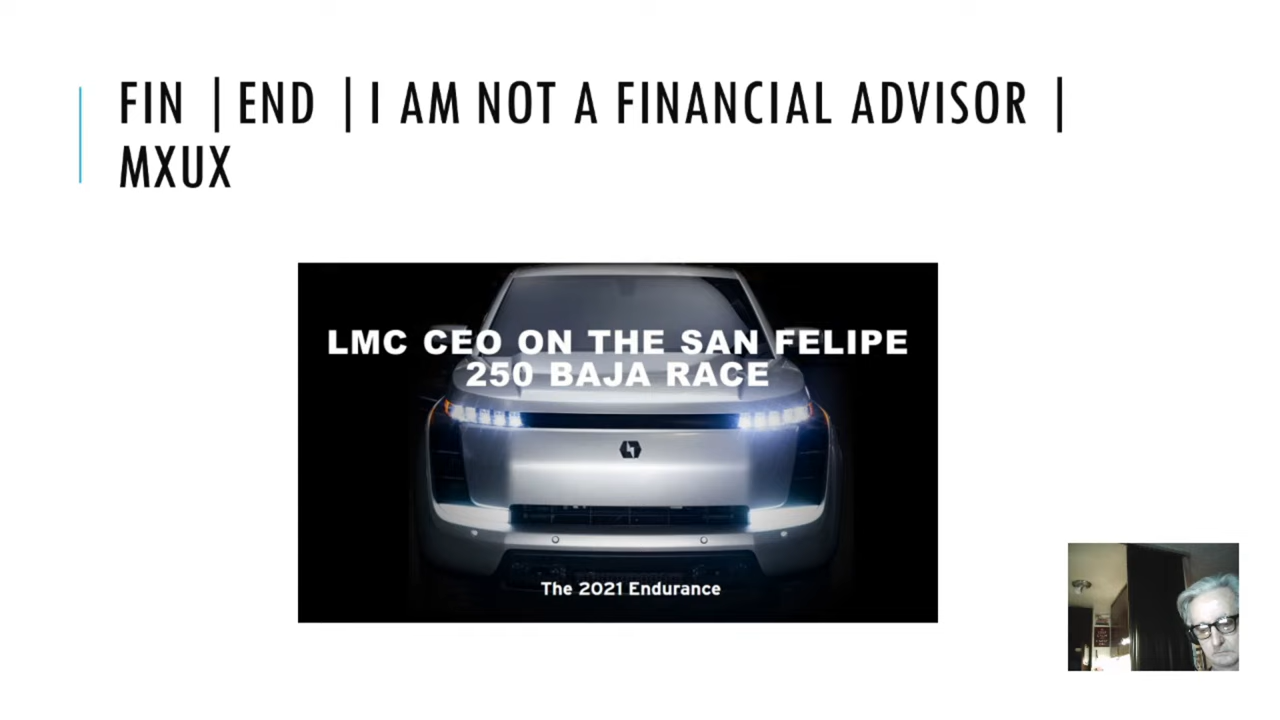 FIN | END | I AM NOT A FINANCIAL ADVISOR |
MXUX
LMC CEO ON THE SAN FELIPE
250 BAJA RACE
The 2021 Endurance